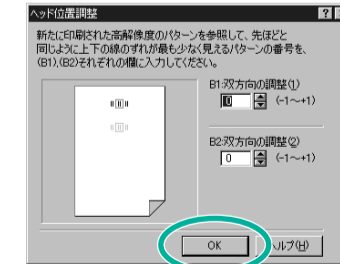 ヘッド位置調整
新たに印刷された高解像度のパターンを参照して、先ほどと
同じように上下の線のずれが最も少なく見えるパターンの番号を、
(B1),(B2)それぞれの欄に入力してください。
B1:双方向の調整(1)
0 (-1～+1)
B2:双方向の調整(2)
0 (-1～+1)
OK
ヘルプ(H)